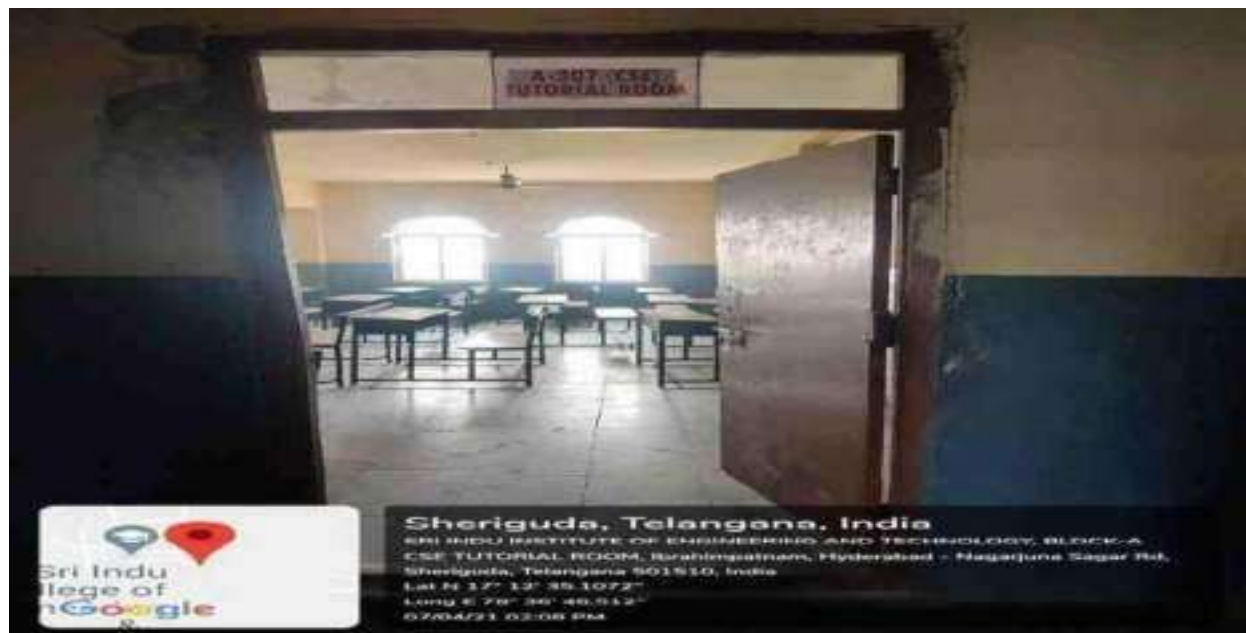 A-307 (CSE)
TUTORIAL ROOM
Sri Indu
llege of
Google
&
Sheriguda, Telangana, India
SRI INDU INSTITUTE OF ENGINEERING AND TECHNOLOGY, BLOCK-A
CSE TUTORIAL ROOM, Ibrahimpatnam, Hyderabad - Nagarjuna Sagar Rd,
Sheriguda, Telangana 501510, India
Lat N 17° 12' 35.1072"
Long E 78° 36' 46.512"
07/04/21 02:08 PM